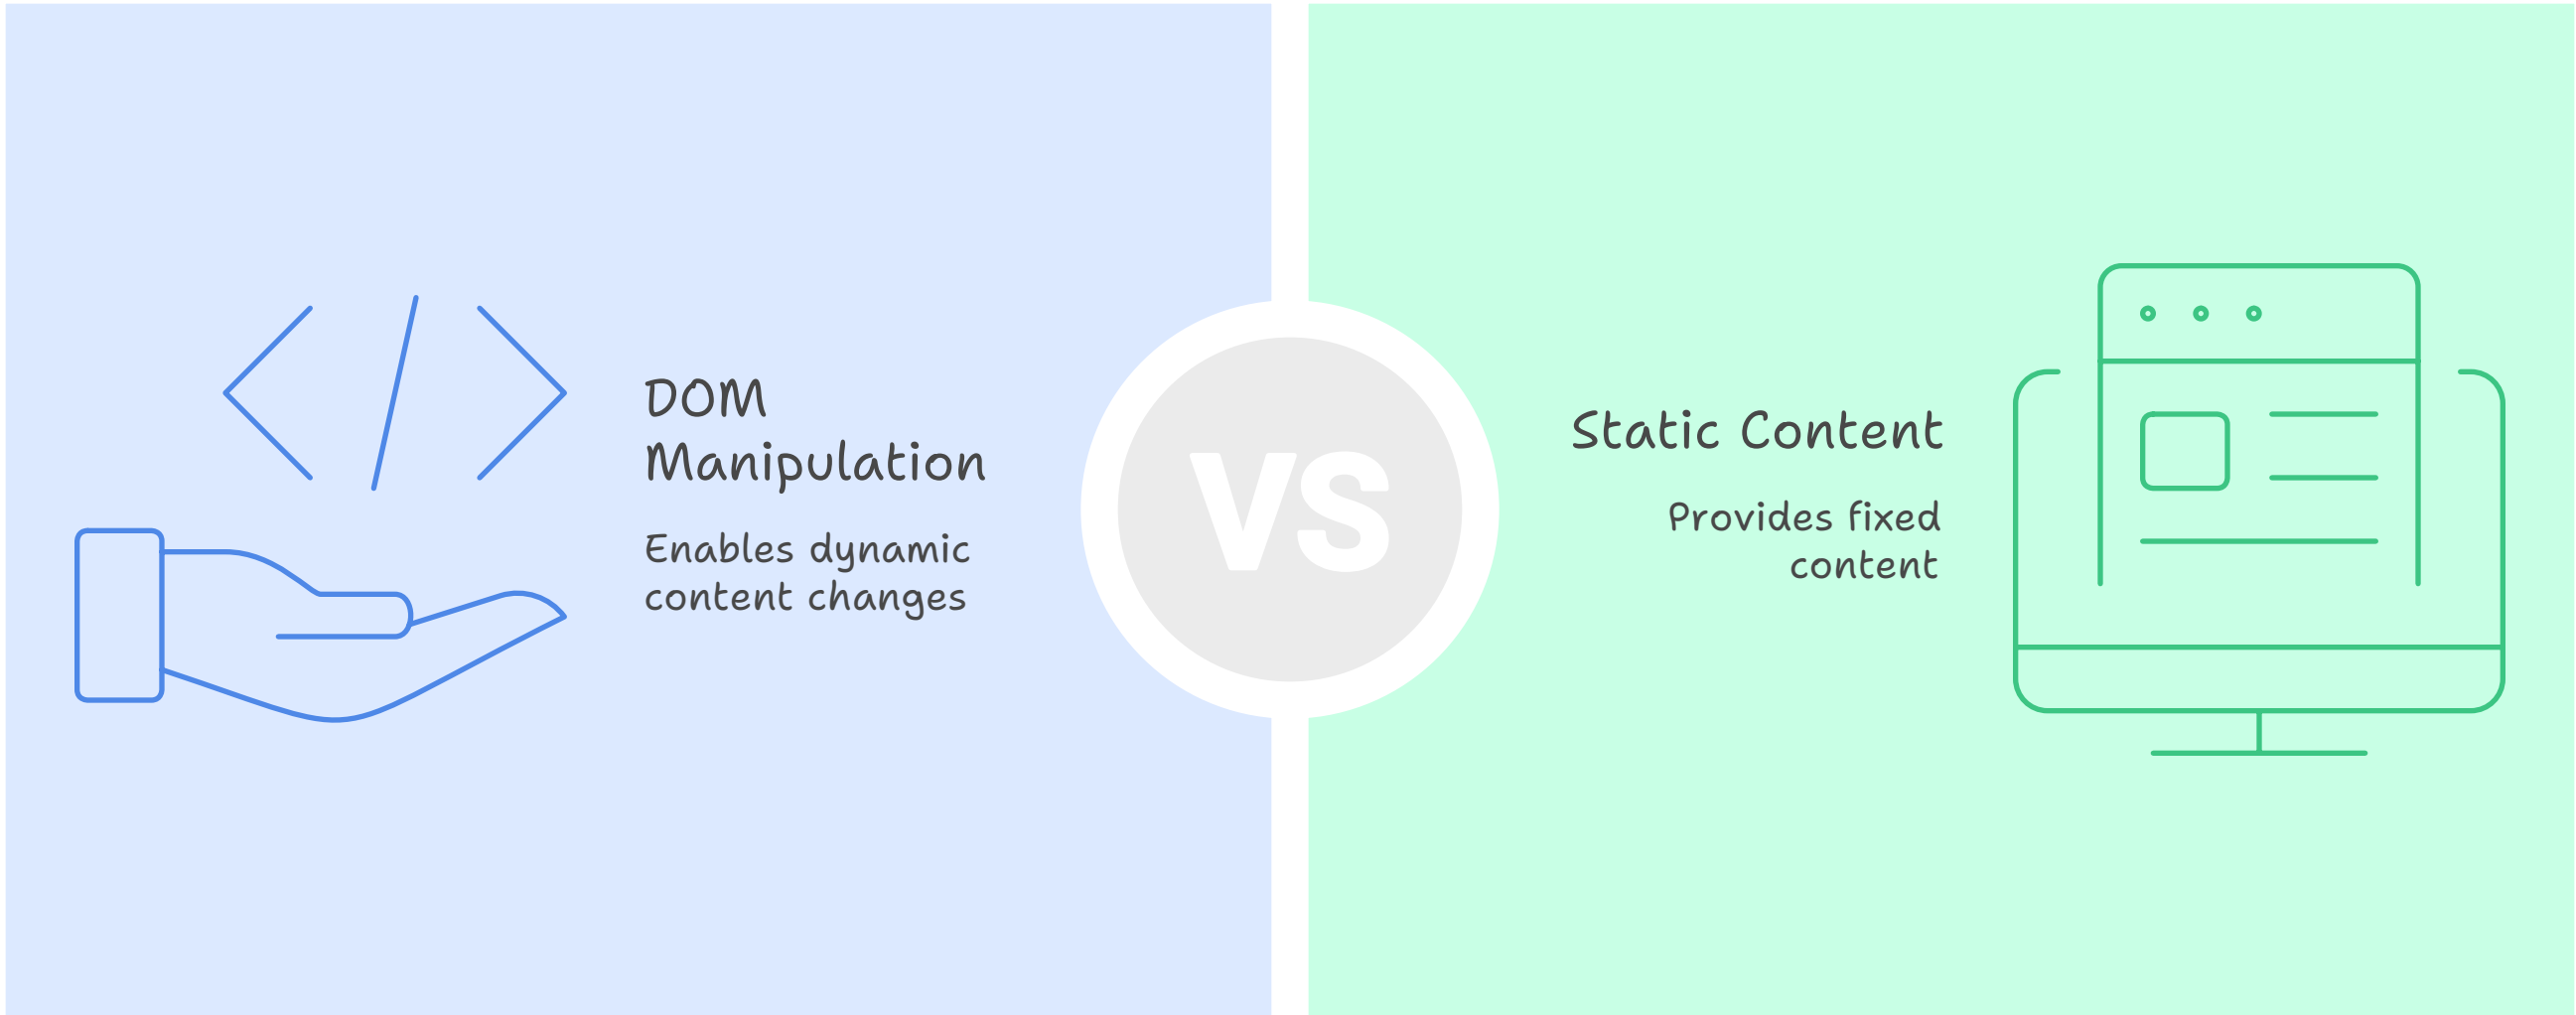 DOM
Manipulation
Enables dynamic
content changes
VS
Static Content
Provides fixed
content